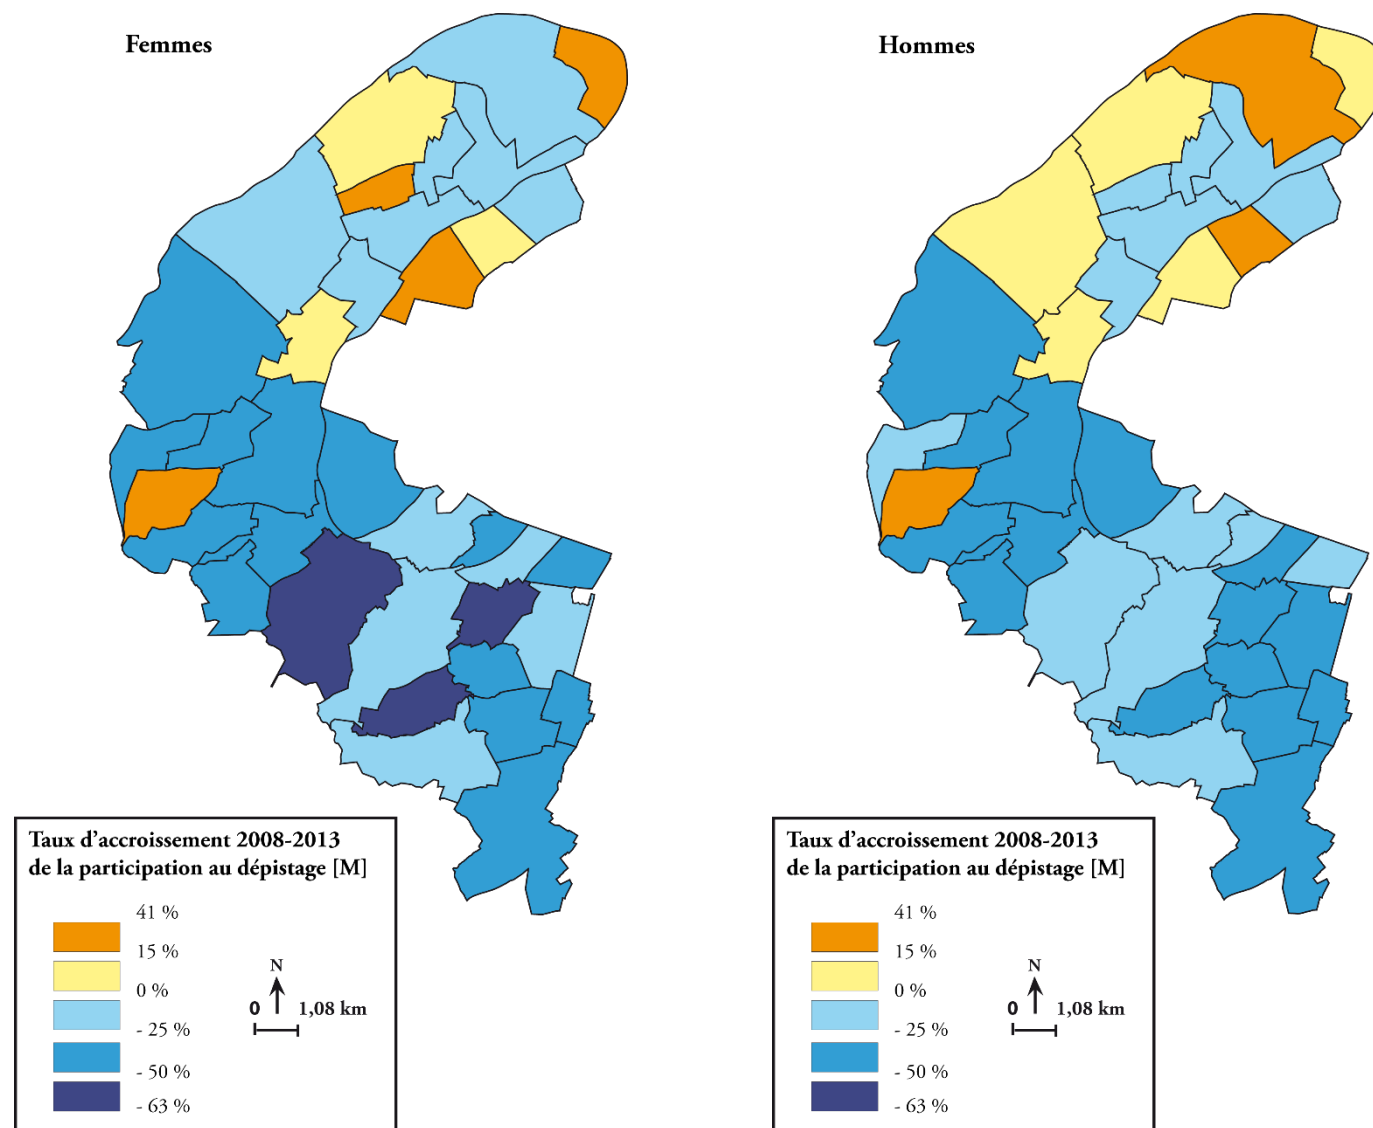 Femmes
Hommes
Taux d’accroissement 2008-2013
de la participation au dépistage [M]
41 %
15 %
0 %
- 25 %
- 50 %
- 63 %
N
0 1,08 km
Taux d’accroissement 2008-2013
de la participation au dépistage [M]
41 %
15 %
0 %
- 25 %
- 50 %
- 63 %
N
0 1,08 km